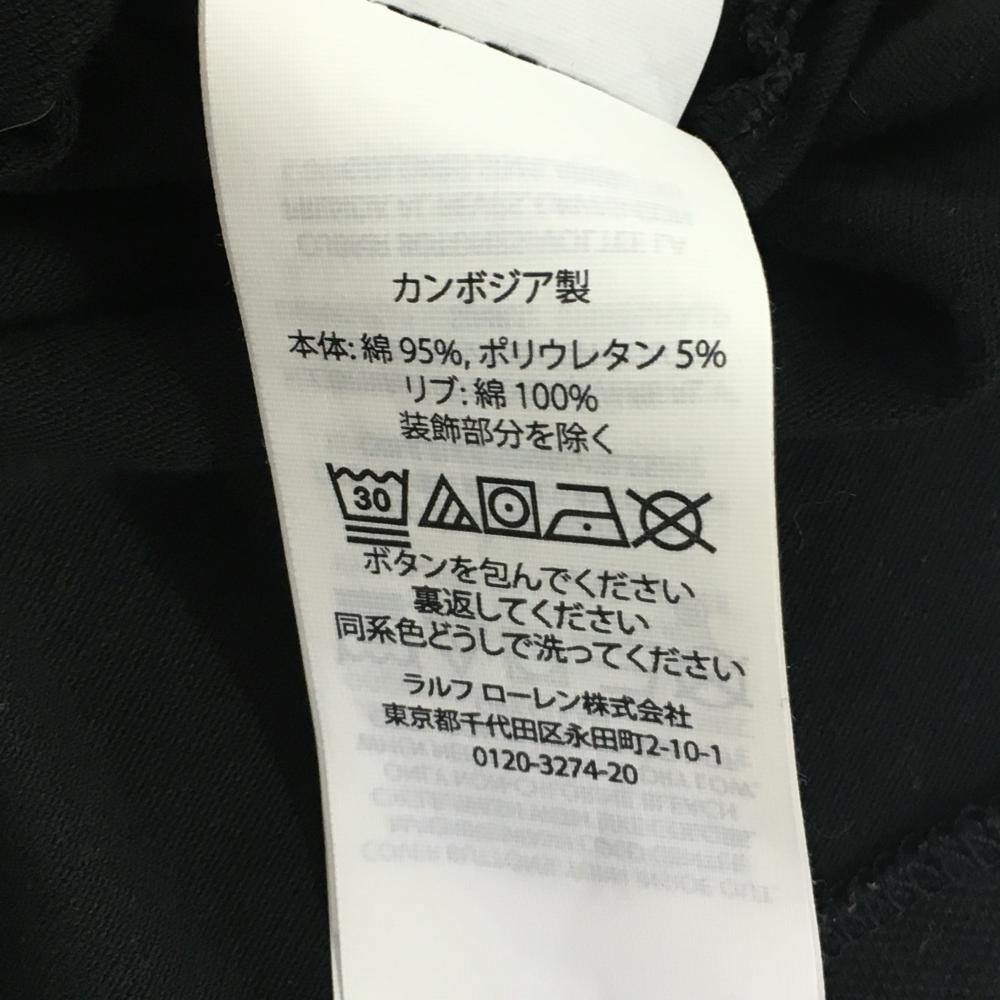 カンボジア製
本体: 綿 95%, ポリウレタン 5%
リブ: 綿 100%
装飾部分を除く
30
ボタンを包んでください
裏返してください
同系色どうしで洗ってください
ラルフ ローレン株式会社
東京都千代田区永田町2-10-1
0120-3274-20